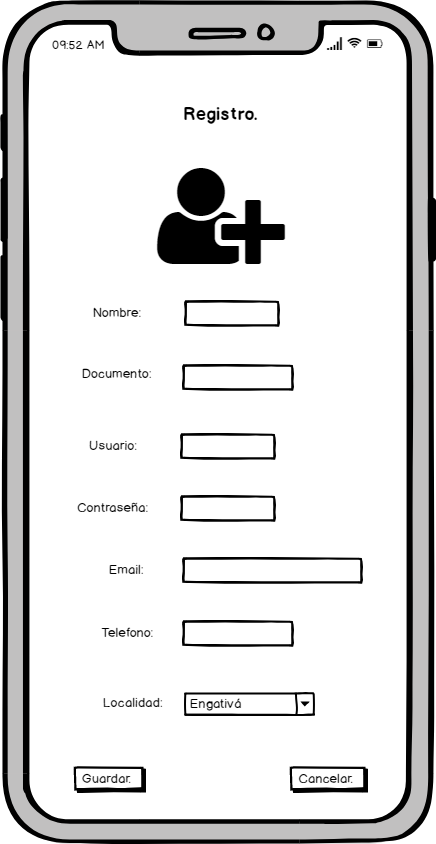 09:52 AM
Registro.
Nombre:
Documento:
Usuario:
Contraseña:
Email:
Telefono:
Localidad: Engativá
Guardar. Cancelar.